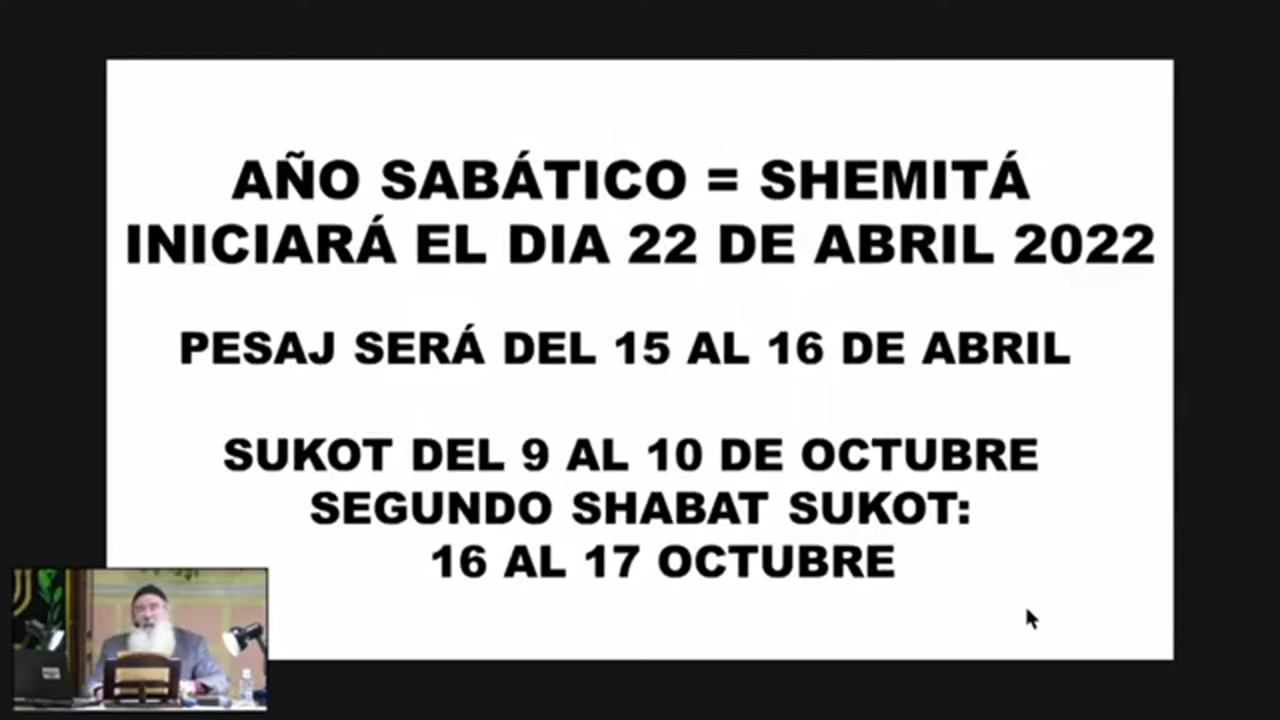 AÑO SABÁTICO = SHEMITÁ
INICIARÁ EL DIA 22 DE ABRIL 2022
PESAJ SERÁ DEL 15 AL 16 DE ABRIL
SUKOT DEL 9 AL 10 DE OCTUBRE
SEGUNDO SHABAT SUKOT:
16 AL 17 OCTUBRE